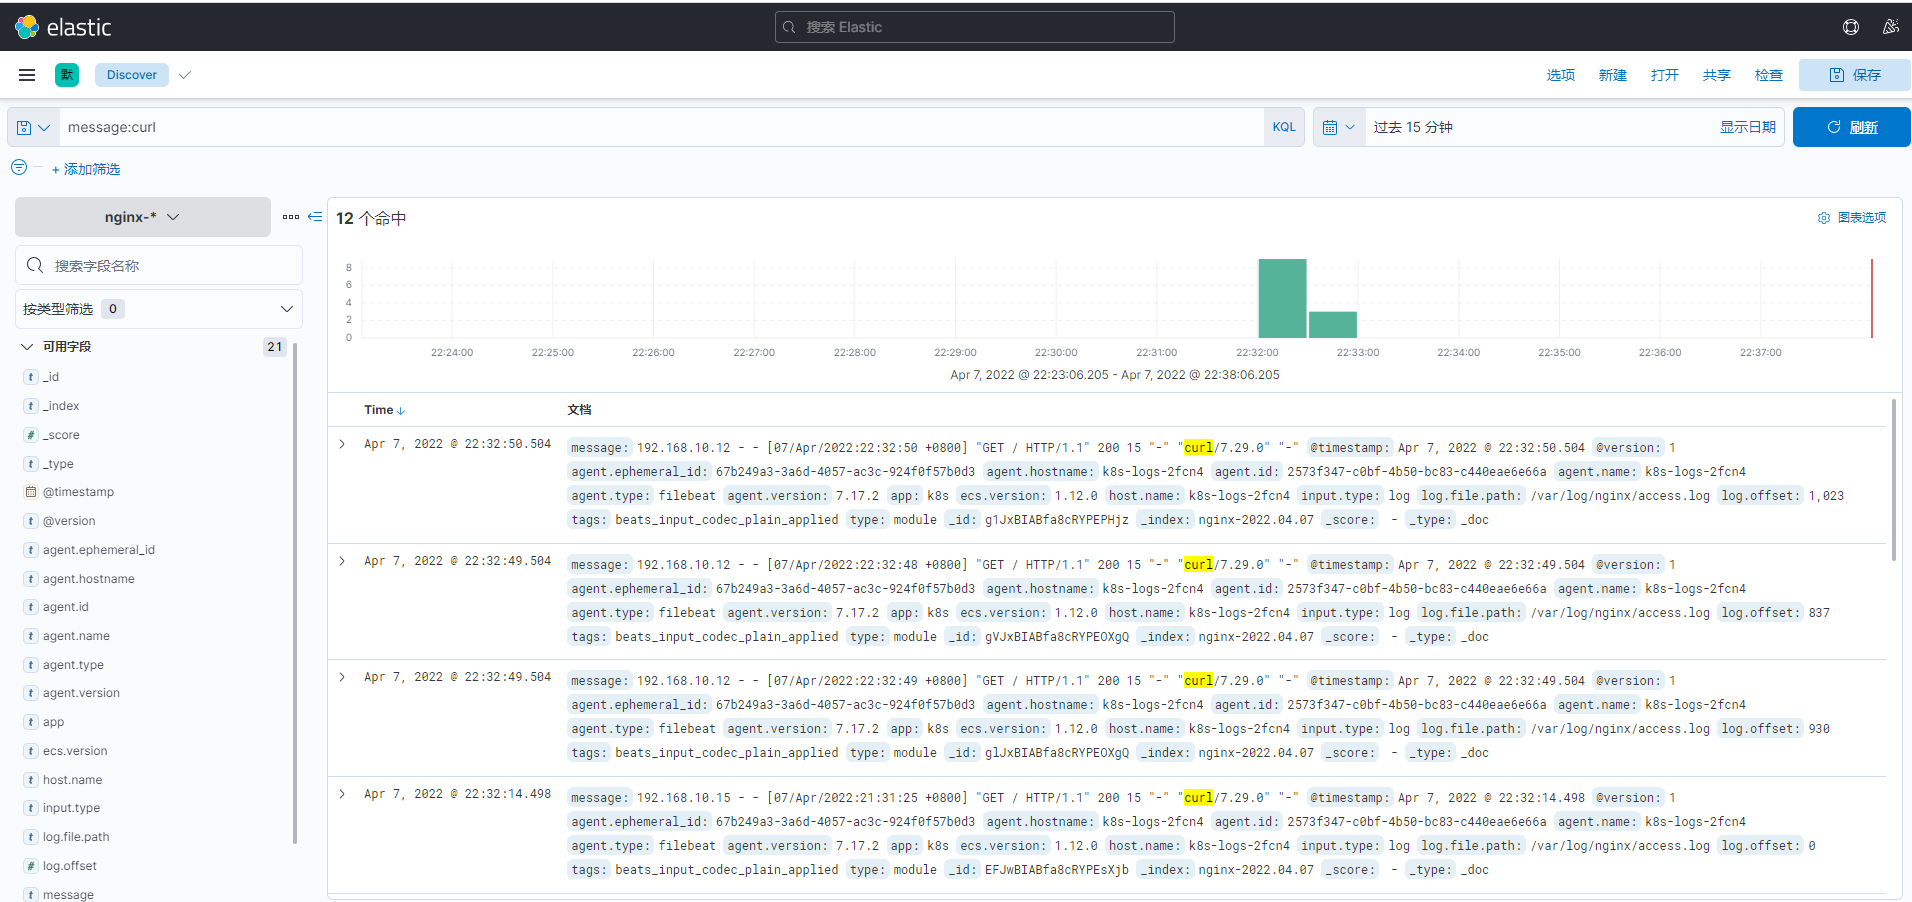 elastic
搜索 Elastic
默 Discover
选项 新建 打开 共享 检查 保存
message:curl KQL 过去 15 分钟 显示日期 刷新
+ 添加筛选
nginx-*
搜索字段名称
按类型筛选 0
可用字段 21
t _id
t _index
# _score
t _type
@timestamp
t @version
t agent.ephemeral_id
t agent.hostname
t agent.id
t agent.name
t agent.type
t agent.version
t app
t ecs.version
t host.name
t input.type
t log.file.path
# log.offset
t message
12 个命中
图表选项
8
6
4
2
0
22:24:00 22:25:00 22:26:00 22:27:00 22:28:00 22:29:00 22:30:00 22:31:00 22:32:00 22:33:00 22:34:00 22:35:00 22:36:00 22:37:00
Apr 7, 2022 @ 22:23:06.205 - Apr 7, 2022 @ 22:38:06.205
Time 文档
Apr 7, 2022 @ 22:32:50.504 message: 192.168.10.12 - - [07/Apr/2022:22:32:50 +0800] "GET / HTTP/1.1" 200 15 "-" "curl/7.29.0" "-" @timestamp: Apr 7, 2022 @ 22:32:50.504 @version: 1
agent.ephemeral_id: 67b249a3-3a6d-4057-ac3c-924f0f57b0d3 agent.hostname: k8s-logs-2fcn4 agent.id: 2573f347-c0bf-4b50-bc83-c440eae6e66a agent.name: k8s-logs-2fcn4
agent.type: filebeat agent.version: 7.17.2 app: k8s ecs.version: 1.12.0 host.name: k8s-logs-2fcn4 input.type: log log.file.path: /var/log/nginx/access.log log.offset: 1,023
tags: beats_input_codec_plain_applied type: module _id: g1JxBIABfa8cRYPEPHjz _index: nginx-2022.04.07 _score: - _type: _doc
Apr 7, 2022 @ 22:32:49.504 message: 192.168.10.12 - - [07/Apr/2022:22:32:48 +0800] "GET / HTTP/1.1" 200 15 "-" "curl/7.29.0" "-" @timestamp: Apr 7, 2022 @ 22:32:49.504 @version: 1
agent.ephemeral_id: 67b249a3-3a6d-4057-ac3c-924f0f57b0d3 agent.hostname: k8s-logs-2fcn4 agent.id: 2573f347-c0bf-4b50-bc83-c440eae6e66a agent.name: k8s-logs-2fcn4
agent.type: filebeat agent.version: 7.17.2 app: k8s ecs.version: 1.12.0 host.name: k8s-logs-2fcn4 input.type: log log.file.path: /var/log/nginx/access.log log.offset: 837
tags: beats_input_codec_plain_applied type: module _id: gVJxBIABfa8cRYPEOXgQ _index: nginx-2022.04.07 _score: - _type: _doc
Apr 7, 2022 @ 22:32:49.504 message: 192.168.10.12 - - [07/Apr/2022:22:32:49 +0800] "GET / HTTP/1.1" 200 15 "-" "curl/7.29.0" "-" @timestamp: Apr 7, 2022 @ 22:32:49.504 @version: 1
agent.ephemeral_id: 67b249a3-3a6d-4057-ac3c-924f0f57b0d3 agent.hostname: k8s-logs-2fcn4 agent.id: 2573f347-c0bf-4b50-bc83-c440eae6e66a agent.name: k8s-logs-2fcn4
agent.type: filebeat agent.version: 7.17.2 app: k8s ecs.version: 1.12.0 host.name: k8s-logs-2fcn4 input.type: log log.file.path: /var/log/nginx/access.log log.offset: 930
tags: beats_input_codec_plain_applied type: module _id: glJxBIABfa8cRYPEOXgQ _index: nginx-2022.04.07 _score: - _type: _doc
Apr 7, 2022 @ 22:32:14.498 message: 192.168.10.15 - - [07/Apr/2022:21:31:25 +0800] "GET / HTTP/1.1" 200 15 "-" "curl/7.29.0" "-" @timestamp: Apr 7, 2022 @ 22:32:14.498 @version: 1
agent.ephemeral_id: 67b249a3-3a6d-4057-ac3c-924f0f57b0d3 agent.hostname: k8s-logs-2fcn4 agent.id: 2573f347-c0bf-4b50-bc83-c440eae6e66a agent.name: k8s-logs-2fcn4
agent.type: filebeat agent.version: 7.17.2 app: k8s ecs.version: 1.12.0 host.name: k8s-logs-2fcn4 input.type: log log.file.path: /var/log/nginx/access.log log.offset: 0
tags: beats_input_codec_plain_applied type: module _id: EFJwBIABfa8cRYPEsXjb _index: nginx-2022.04.07 _score: - _type: _doc